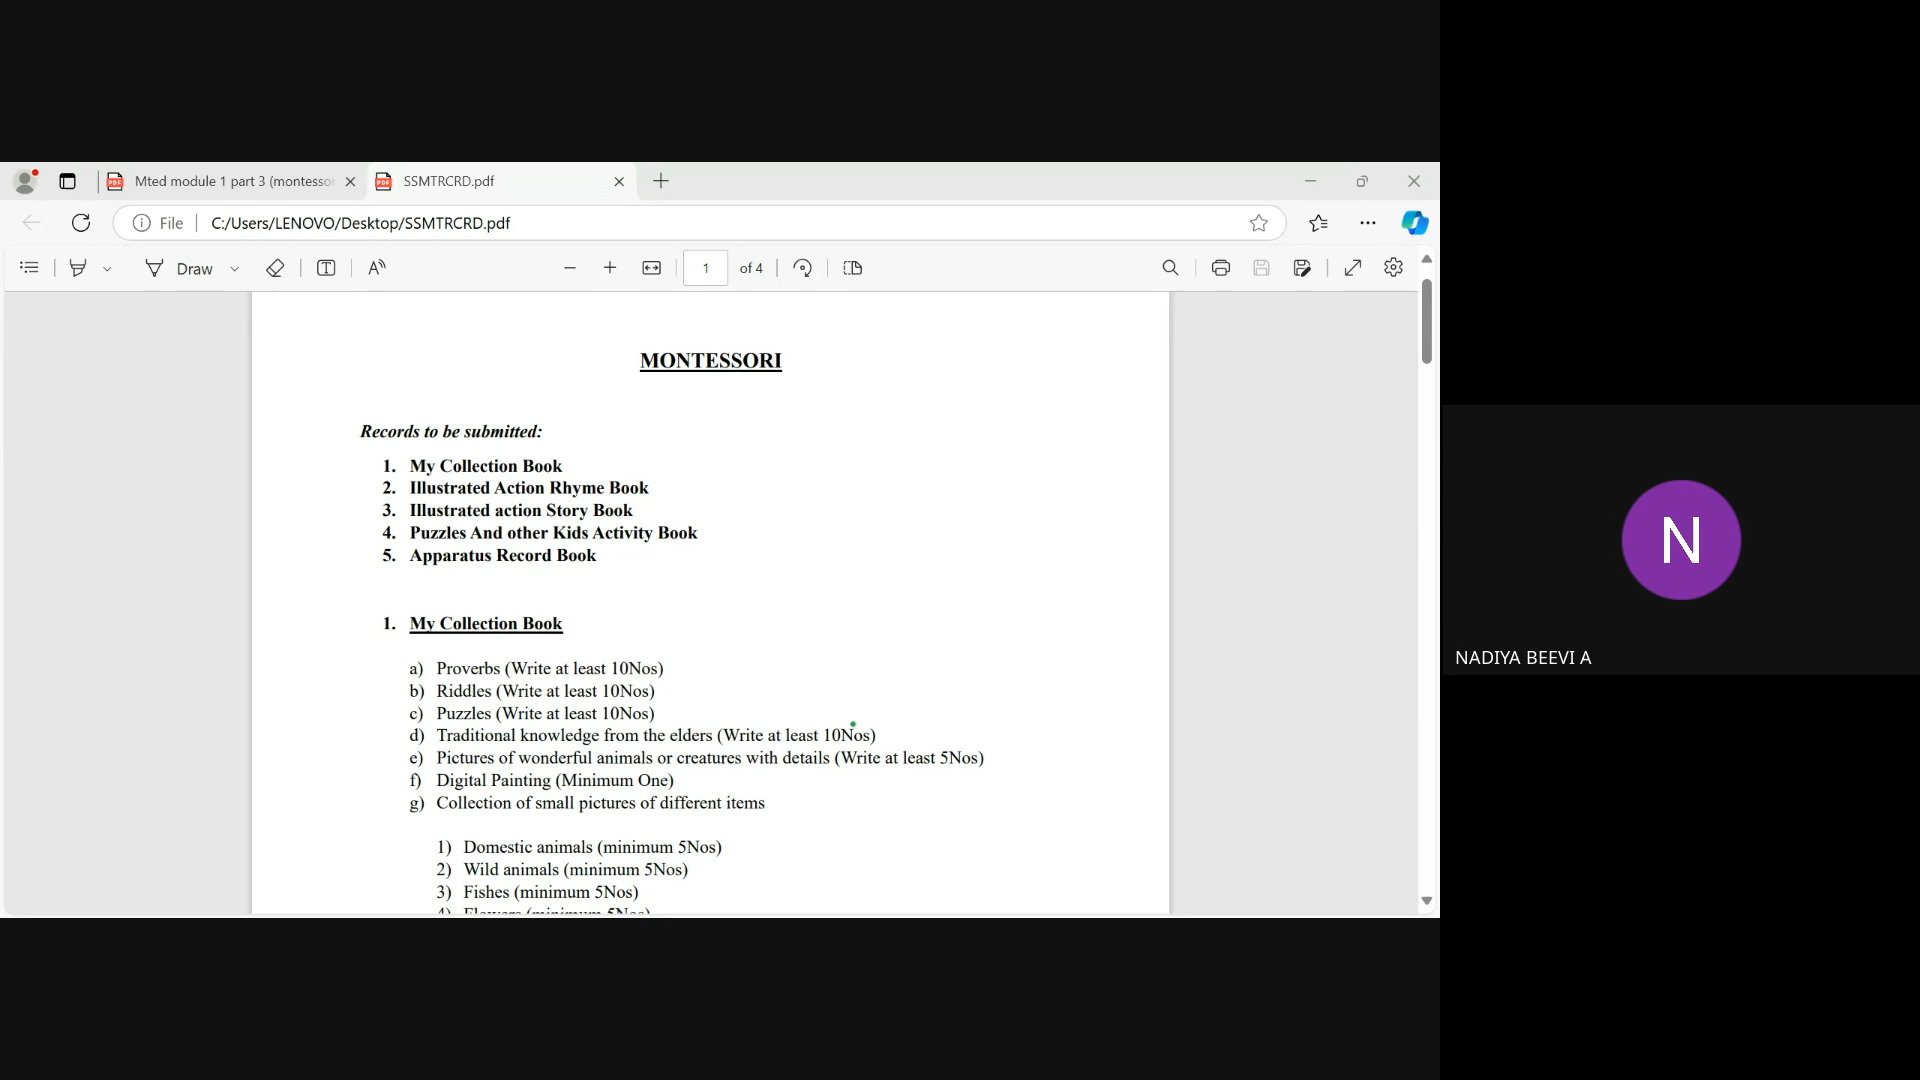 Mted module 1 part 3 (montesso
SSMTRCRD.pdf
File
C:/Users/LENOVO/Desktop/SSMTRCRD.pdf
Draw
1 of 4
MONTESSORI
Records to be submitted:
1. My Collection Book
2. Illustrated Action Rhyme Book
3. Illustrated action Story Book
4. Puzzles And other Kids Activity Book
5. Apparatus Record Book
1. My Collection Book
a) Proverbs (Write at least 10Nos)
b) Riddles (Write at least 10Nos)
c) Puzzles (Write at least 10Nos)
d) Traditional knowledge from the elders (Write at least 10Nos)
e) Pictures of wonderful animals or creatures with details (Write at least 5Nos)
f) Digital Painting (Minimum One)
g) Collection of small pictures of different items
1) Domestic animals (minimum 5Nos)
2) Wild animals (minimum 5Nos)
3) Fishes (minimum 5Nos)
4) Flowers (minimum 5Nos)
N
NADIYA BEEVI A